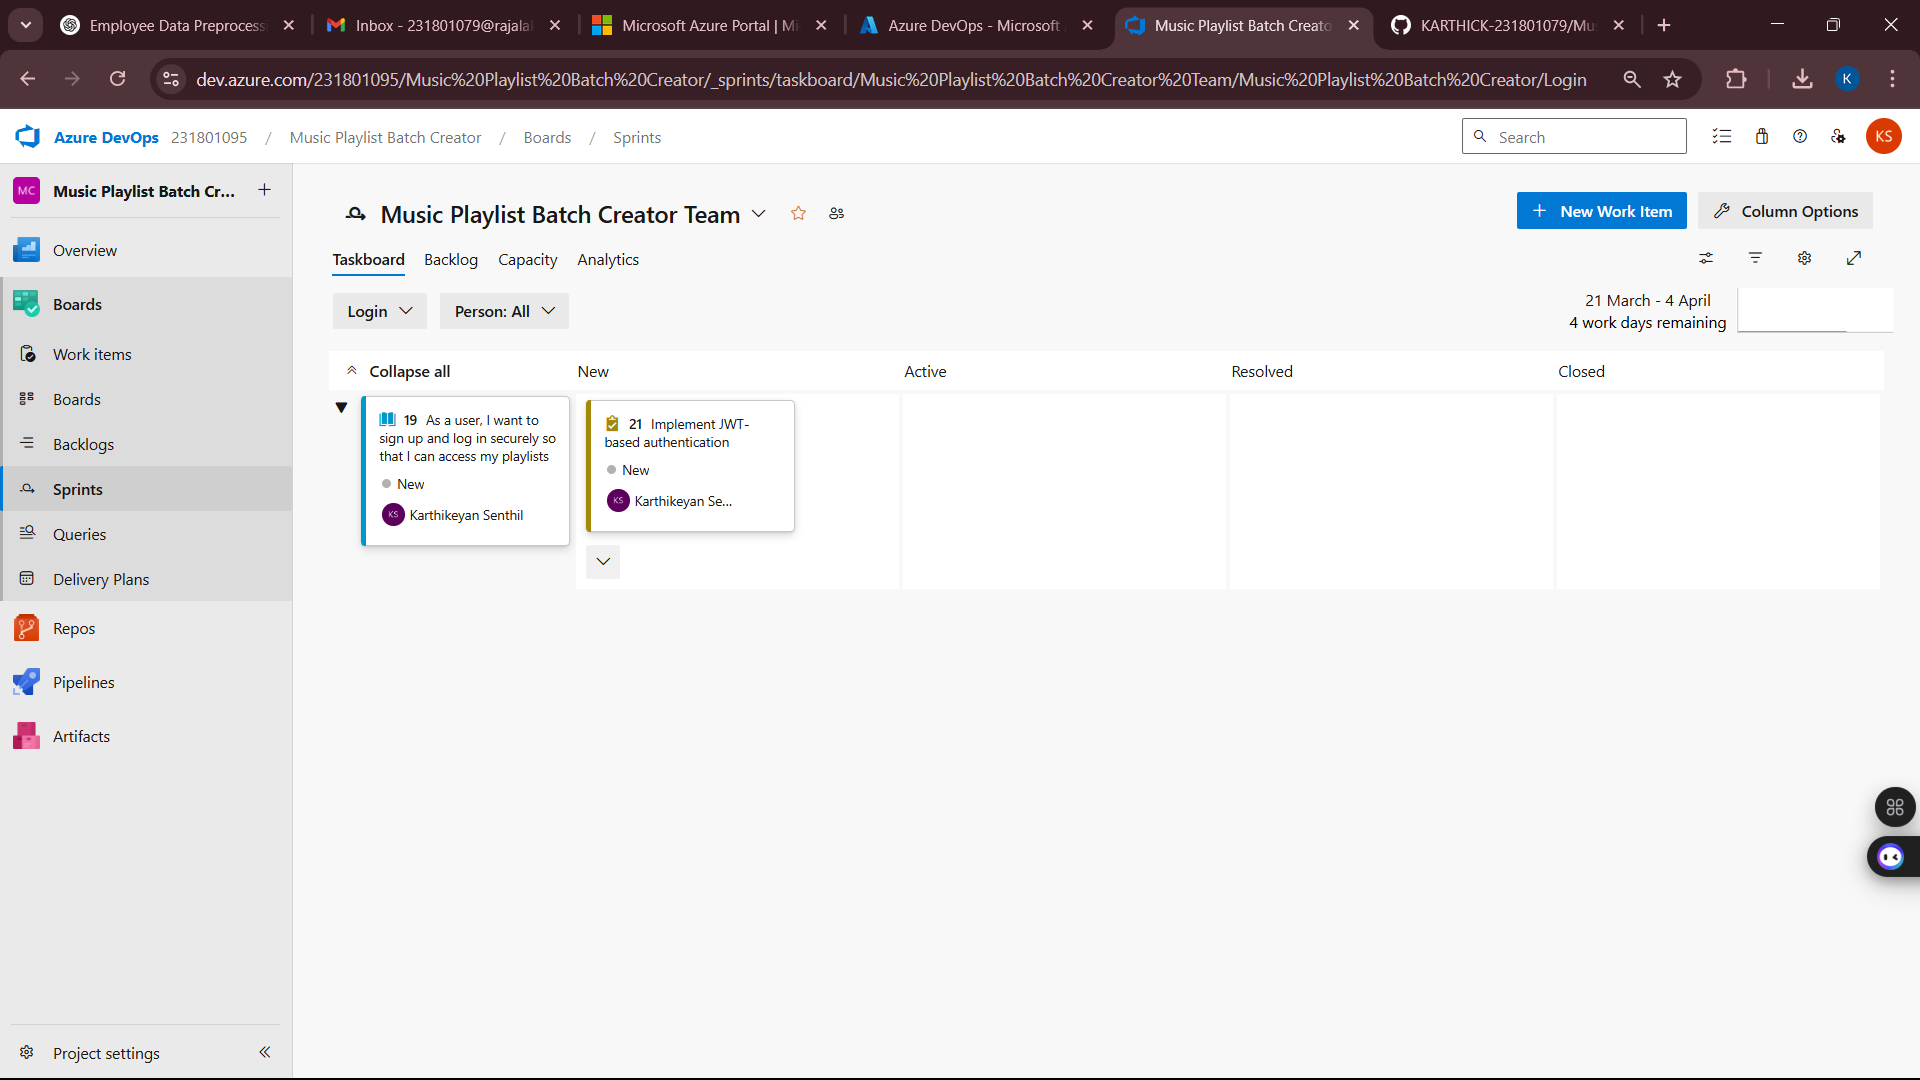 Employee Data Preprocess
Inbox - 231801079@rajala
Microsoft Azure Portal | Mi
Azure DevOps - Microsoft
Music Playlist Batch Creato
KARTHICK-231801079/Mus
dev.azure.com/231801095/Music%20Playlist%20Batch%20Creator/_sprints/taskboard/Music%20Playlist%20Batch%20Creator%20Team/Music%20Playlist%20Batch%20Creator/Login
K
Azure DevOps 231801095 / Music Playlist Batch Creator / Boards / Sprints
Search
KS
MC Music Playlist Batch Cr...
Overview
Boards
Work items
Boards
Backlogs
Sprints
Queries
Delivery Plans
Repos
Pipelines
Artifacts
Project settings
Music Playlist Batch Creator Team
New Work Item
Column Options
Taskboard Backlog Capacity Analytics
Login
Person: All
21 March - 4 April
4 work days remaining
Collapse all New Active Resolved Closed
19 As a user, I want to
sign up and log in securely so
that I can access my playlists
New
KS Karthikeyan Senthil
21 Implement JWT-
based authentication
New
KS Karthikeyan Se...